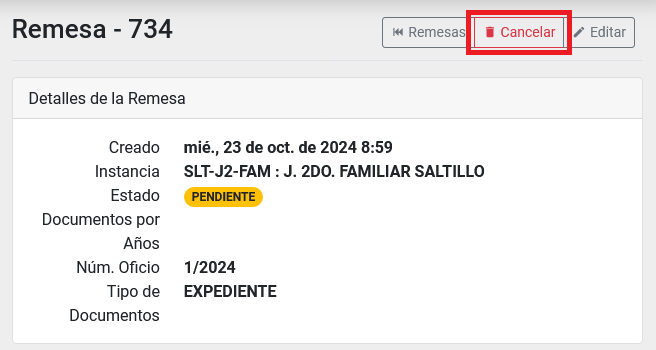 Remesa - 734
Remesas
Cancelar
Editar
Detalles de la Remesa
Creado mié., 23 de oct. de 2024 8:59
Instancia SLT-J2-FAM : J. 2DO. FAMILIAR SALTILLO
Estado PENDIENTE
Documentos por
Años
Núm. Oficio 1/2024
Tipo de EXPEDIENTE
Documentos